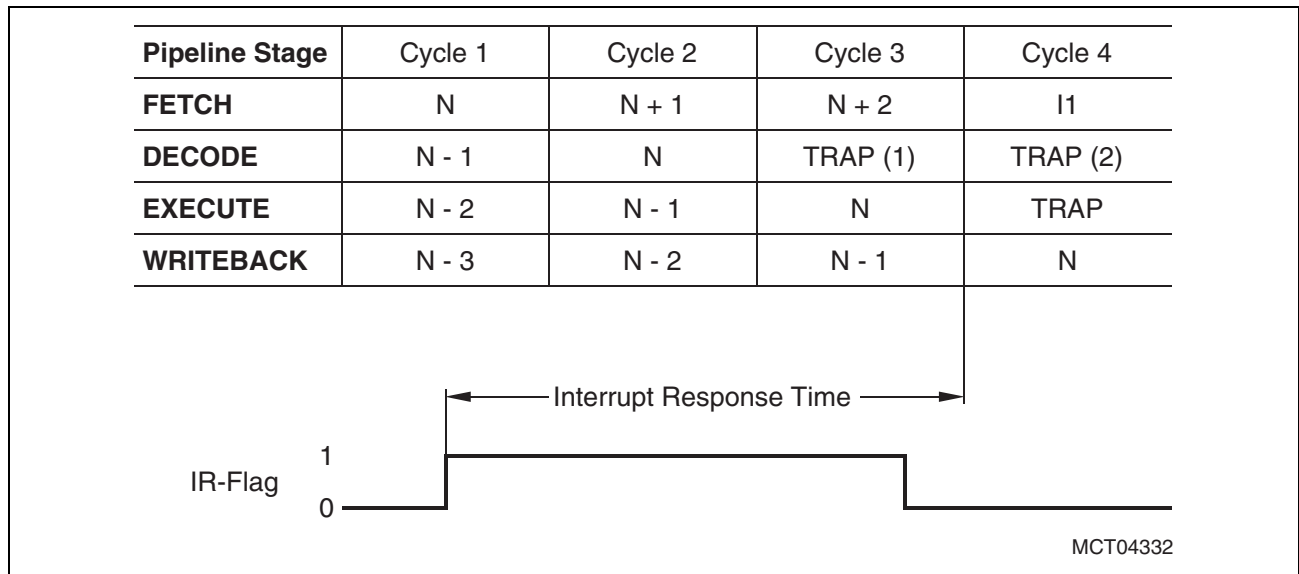 Pipeline Stage Cycle 1 Cycle 2 Cycle 3 Cycle 4
FETCH N N + 1 N + 2 I1
DECODE N - 1 N TRAP (1) TRAP (2)
EXECUTE N - 2 N - 1 N TRAP
WRITEBACK N - 3 N - 2 N - 1 N
Interrupt Response Time
1
IR-Flag
0
MCT04332